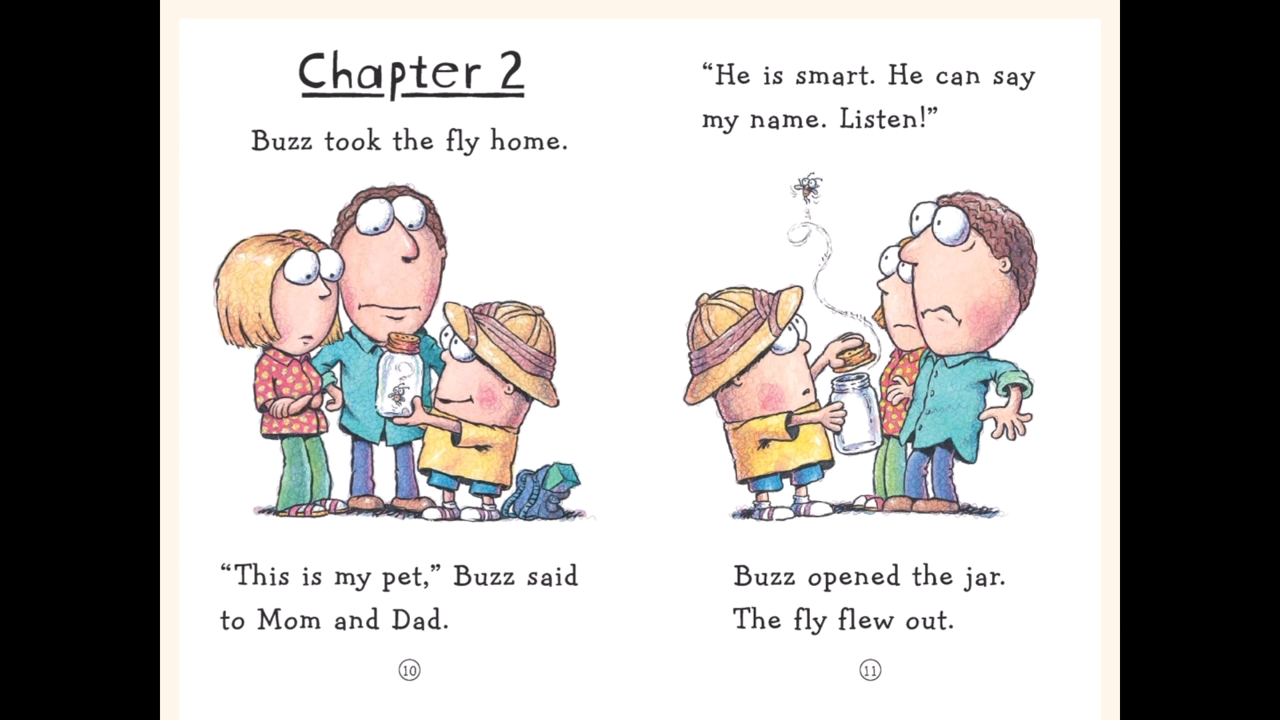 Chapter 2
Buzz took the fly home.
“This is my pet,” Buzz said
to Mom and Dad.
10
“He is smart. He can say
my name. Listen!”
Buzz opened the jar.
The fly flew out.
11